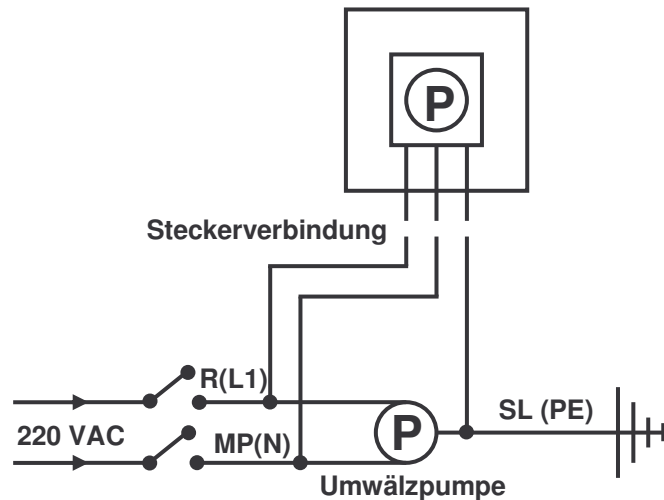 P
Steckerverbindung
R(L1)
SL (PE)
220 VAC
MP(N)
P
Umwälzpumpe